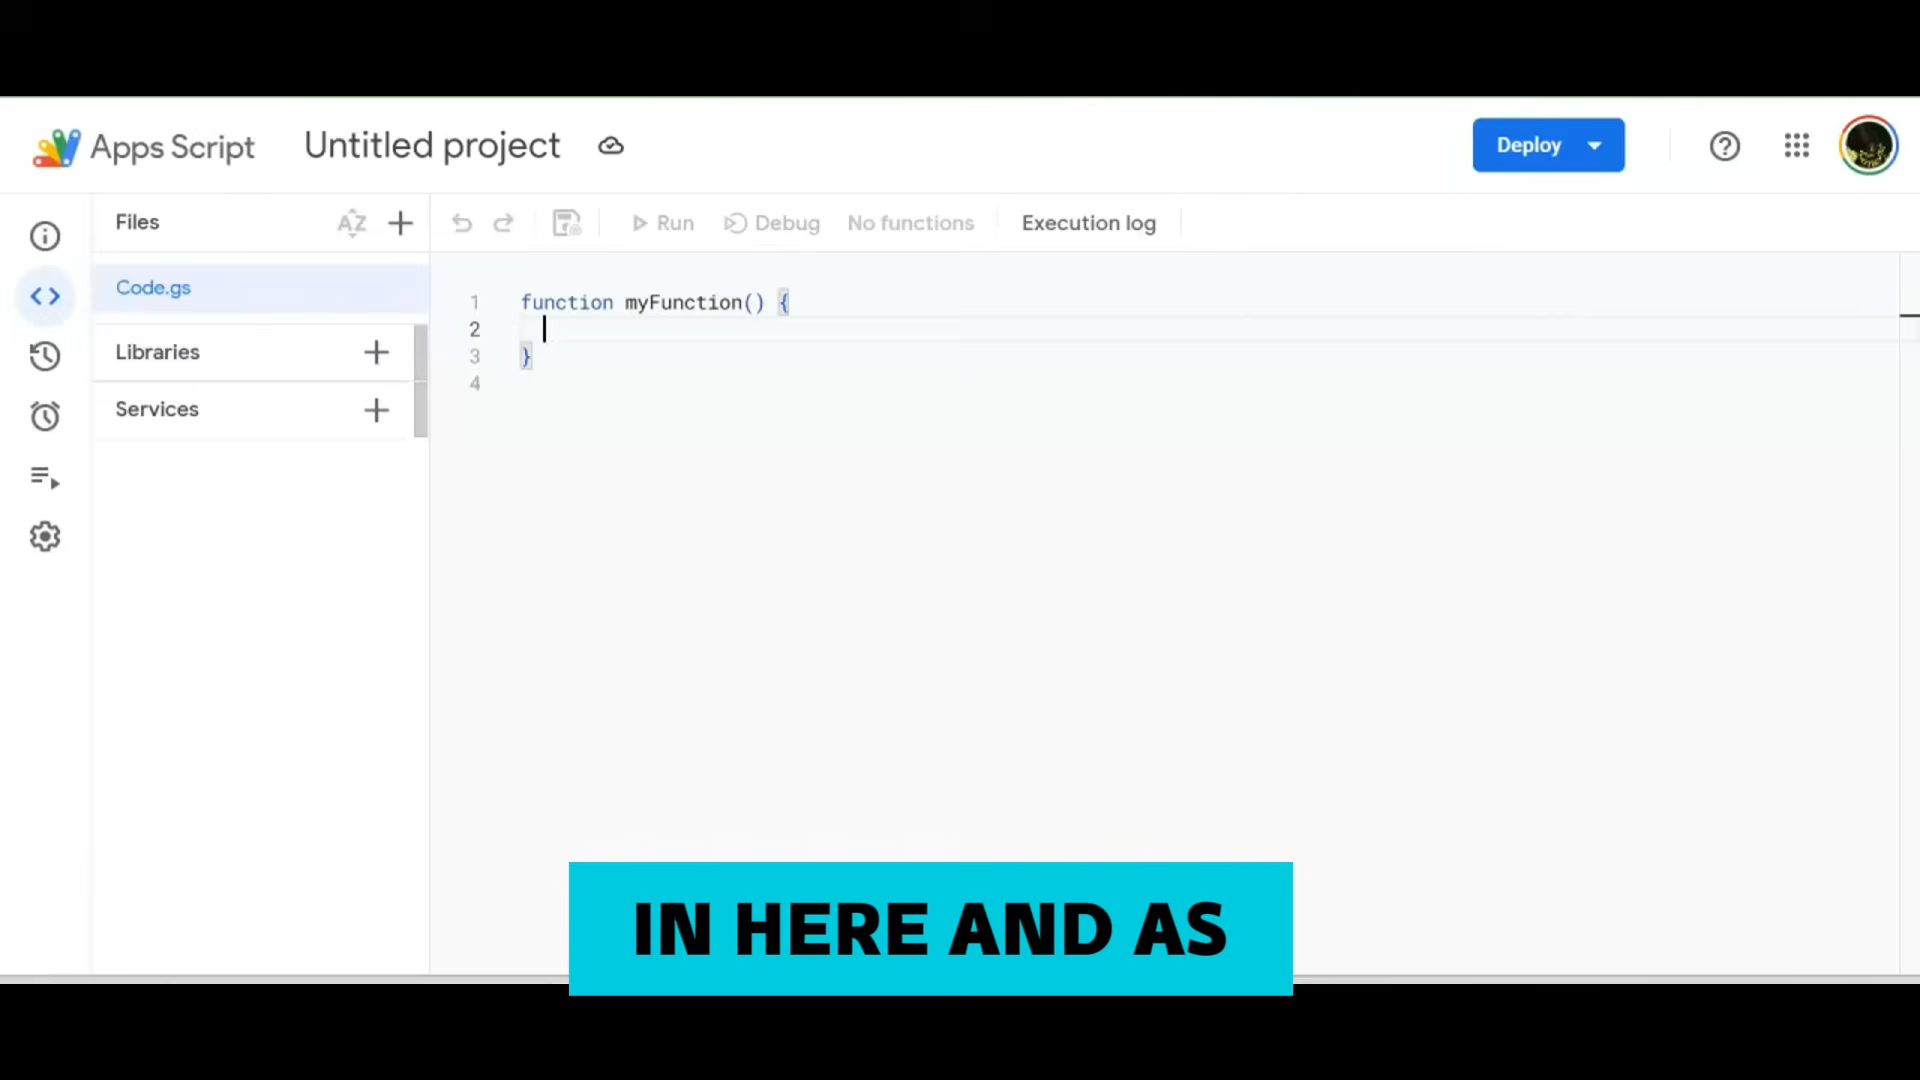 Apps Script
Untitled project
Deploy
Files
AZ
Run
Debug
No functions
Execution log
Code.gs
Libraries
Services
1 function myFunction() {
2
3 }
4
IN HERE AND AS